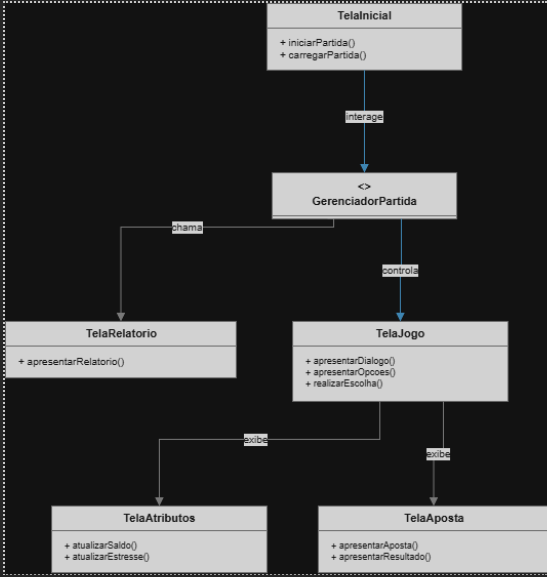 TelaInicial
+ iniciarPartida()
+ carregarPartida()
interage
<>
GerenciadorPartida
chama
controla
TelaRelatorio
+ apresentarRelatorio()
TelaJogo
+ apresentarDialogo()
+ apresentarOpcoes()
+ realizarEscolha()
exibe
exibe
TelaAtributos
+ atualizarSaldo()
+ atualizarEstresse()
TelaAposta
+ apresentarAposta()
+ apresentarResultado()